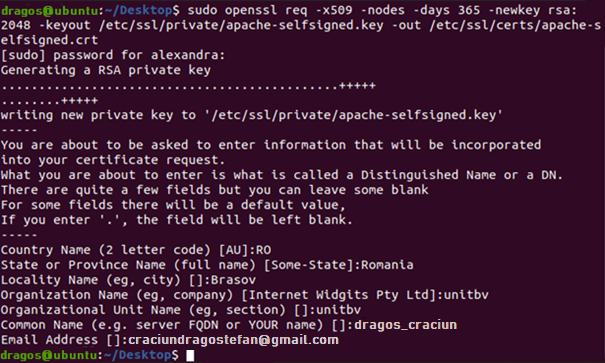 dragos@ubuntu:~/Desktop$ sudo openssl req -x509 -nodes -days 365 -newkey rsa:
2048 -keyout /etc/ssl/private/apache-selfsigned.key -out /etc/ssl/certs/apache-s
elfsigned.crt
[sudo] password for alexandra:
Generating a RSA private key
.............................................+++++
........+++++
writing new private key to '/etc/ssl/private/apache-selfsigned.key'
-----
You are about to be asked to enter information that will be incorporated
into your certificate request.
What you are about to enter is what is called a Distinguished Name or a DN.
There are quite a few fields but you can leave some blank
For some fields there will be a default value,
If you enter '.', the field will be left blank.
-----
Country Name (2 letter code) [AU]:RO
State or Province Name (full name) [Some-State]:Romania
Locality Name (eg, city) []:Brasov
Organization Name (eg, company) [Internet Widgits Pty Ltd]:unitbv
Organizational Unit Name (eg, section) []:unitbv
Common Name (e.g. server FQDN or YOUR name) []:dragos_craciun
Email Address []:craciundragostefan@gmail.com
dragos@ubuntu:~/Desktop$